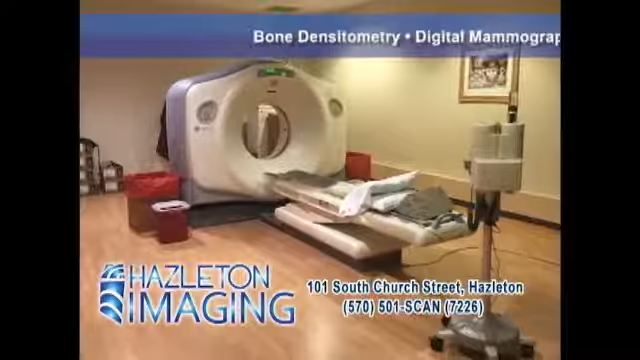 Bone Densitometry • Digital Mammograp
HAZLETON
IMAGING
101 South Church Street, Hazleton
(570) 501-SCAN (7226)